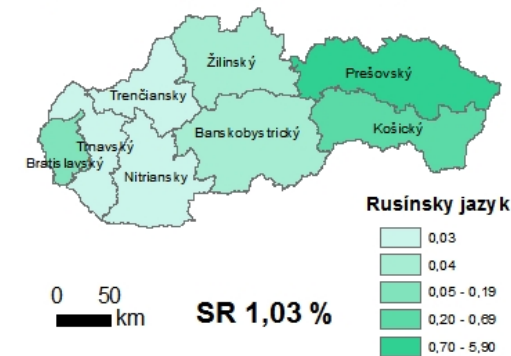 Žilinský
Prešovský
Trenčiansky
Košický
Banskobystrický
Trnavský
Bratislavský
Nitriansky
Rusínsky jazyk
0,03
0,04
0,05 - 0,19
0,20 - 0,69
0,70 - 5,90
0 50
km
SR 1,03 %